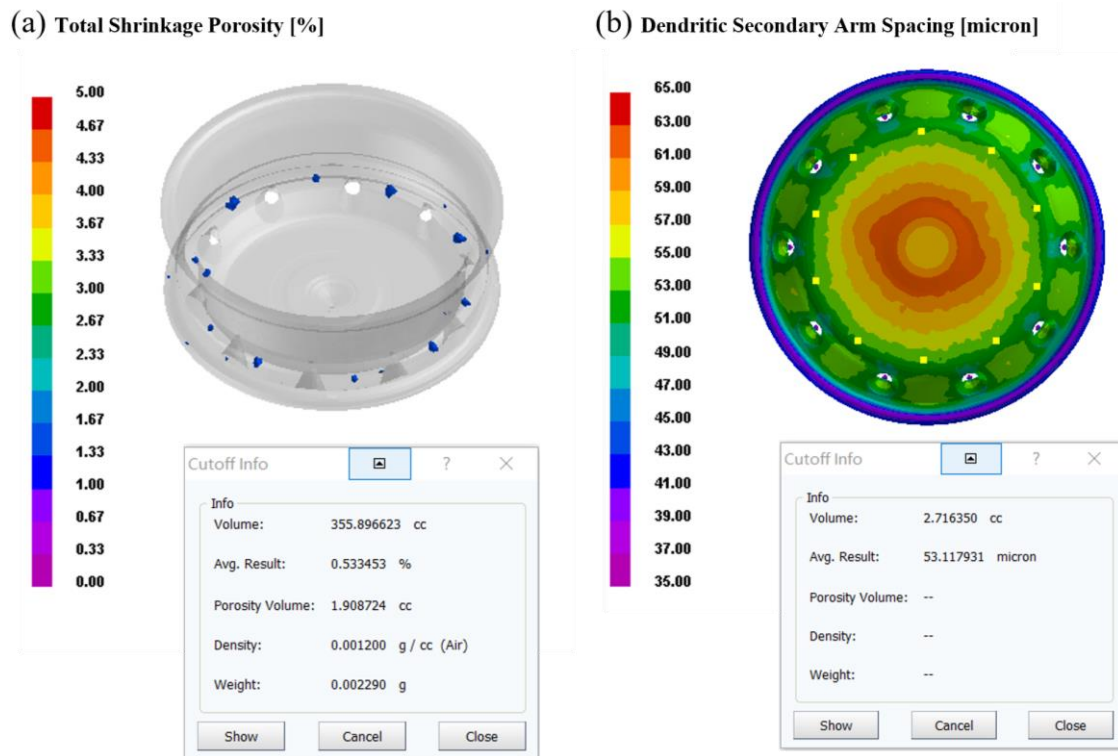 (a) Total Shrinkage Porosity [%]
5.00
4.67
4.33
4.00
3.67
3.33
3.00
2.67
2.33
2.00
1.67
1.33
1.00
0.67
0.33
0.00
Cutoff Info ?
Info
Volume: 355.896623 cc
Avg. Result: 0.533453 %
Porosity Volume: 1.908724 cc
Density: 0.001200 g / cc (Air)
Weight: 0.002290 g
Show Cancel Close
(b) Dendritic Secondary Arm Spacing [micron]
65.00
63.00
61.00
59.00
57.00
55.00
53.00
51.00
49.00
47.00
45.00
43.00
41.00
39.00
37.00
35.00
Cutoff Info ?
Info
Volume: 2.716350 cc
Avg. Result: 53.117931 micron
Porosity Volume: --
Density: --
Weight: --
Show Cancel Close